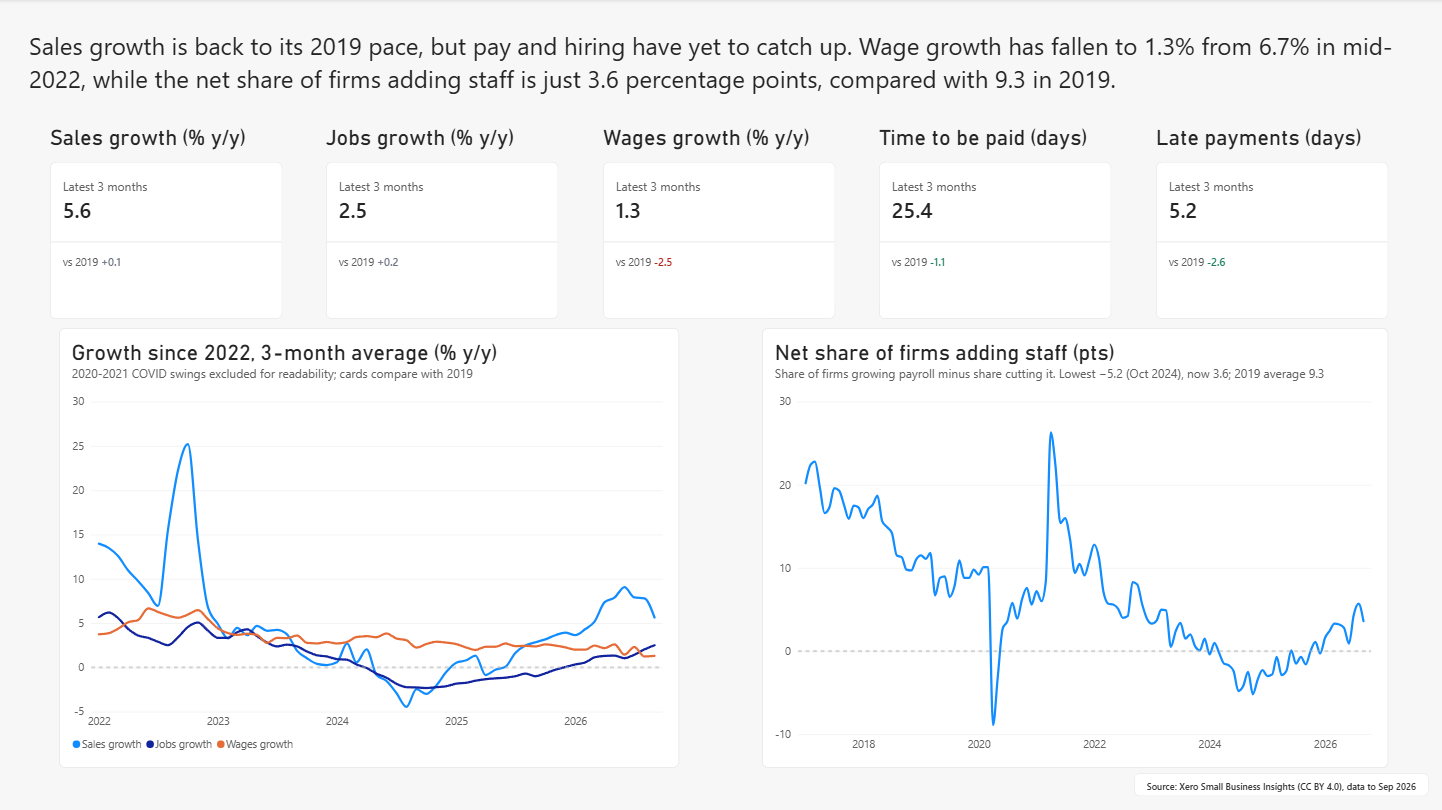 Sales growth is back to its 2019 pace, but pay and hiring have yet to catch up. Wage growth has fallen to 1.3% from 6.7% in mid-
2022, while the net share of firms adding staff is just 3.6 percentage points, compared with 9.3 in 2019.
Sales growth (% y/y)
Latest 3 months
5.6
vs 2019 +0.1
Jobs growth (% y/y)
Latest 3 months
2.5
vs 2019 +0.2
Wages growth (% y/y)
Latest 3 months
1.3
vs 2019 -2.5
Time to be paid (days)
Latest 3 months
25.4
vs 2019 -1.1
Late payments (days)
Latest 3 months
5.2
vs 2019 -2.6
Growth since 2022, 3-month average (% y/y)
2020-2021 COVID swings excluded for readability; cards compare with 2019
30
25
20
15
10
5
0
-5
2022 2023 2024 2025 2026
Sales growth Jobs growth Wages growth
Net share of firms adding staff (pts)
Share of firms growing payroll minus share cutting it. Lowest −5.2 (Oct 2024), now 3.6; 2019 average 9.3
30
20
10
0
-10
2018 2020 2022 2024 2026
Source: Xero Small Business Insights (CC BY 4.0), data to Sep 2026